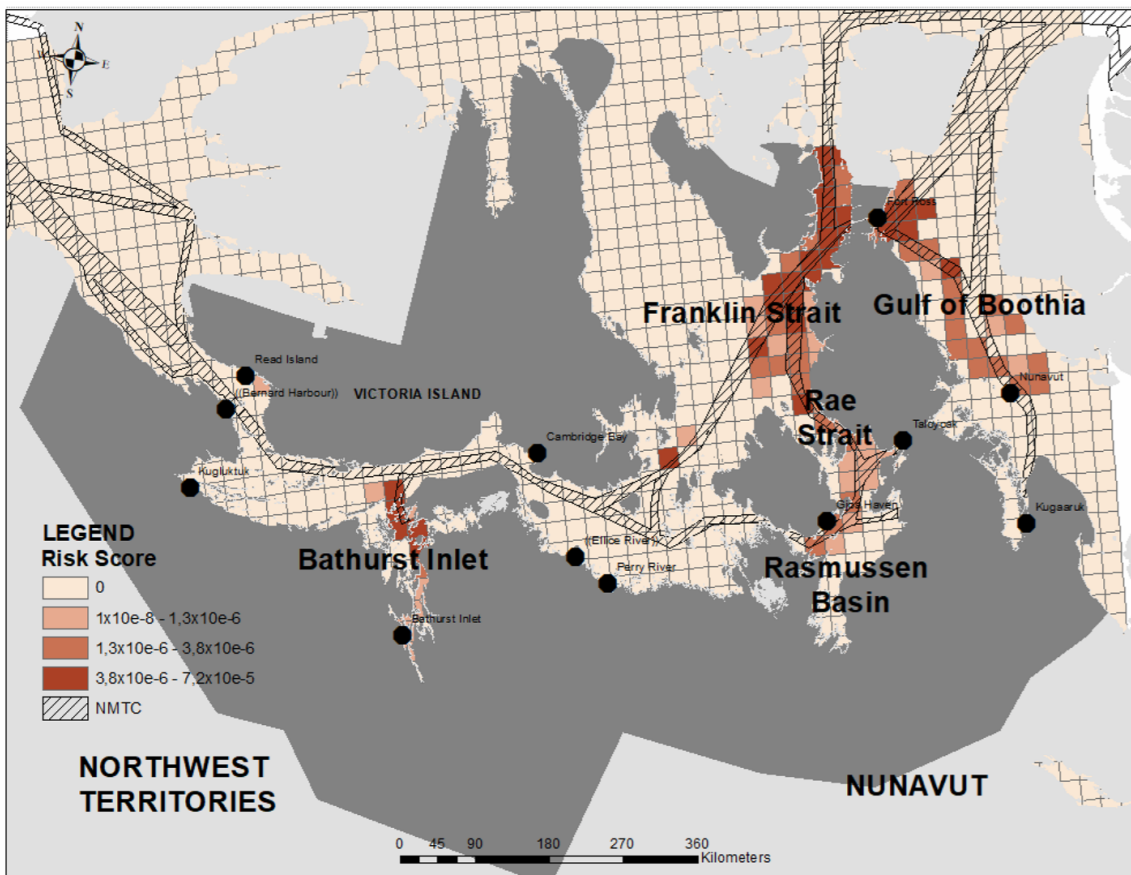 N
E
S
Fort Ross
Franklin Strait
Gulf of Boothia
Read Island
((Bernard Harbour))
VICTORIA ISLAND
Nunavut
Rae
Strait
Taloyoak
Cambridge Bay
Kugluktuk
Gjoa Haven
Kugaaruk
LEGEND
Risk Score
0
1x10e-8 - 1,3x10e-6
1,3x10e-6 - 3,8x10e-6
3,8x10e-6 - 7,2x10e-5
NMTC
Bathurst Inlet
((Ellice River))
Perry River
Rasmussen
Basin
Bathurst Inlet
NORTHWEST
TERRITORIES
NUNAVUT
0 45 90 180 270 360
Kilometers